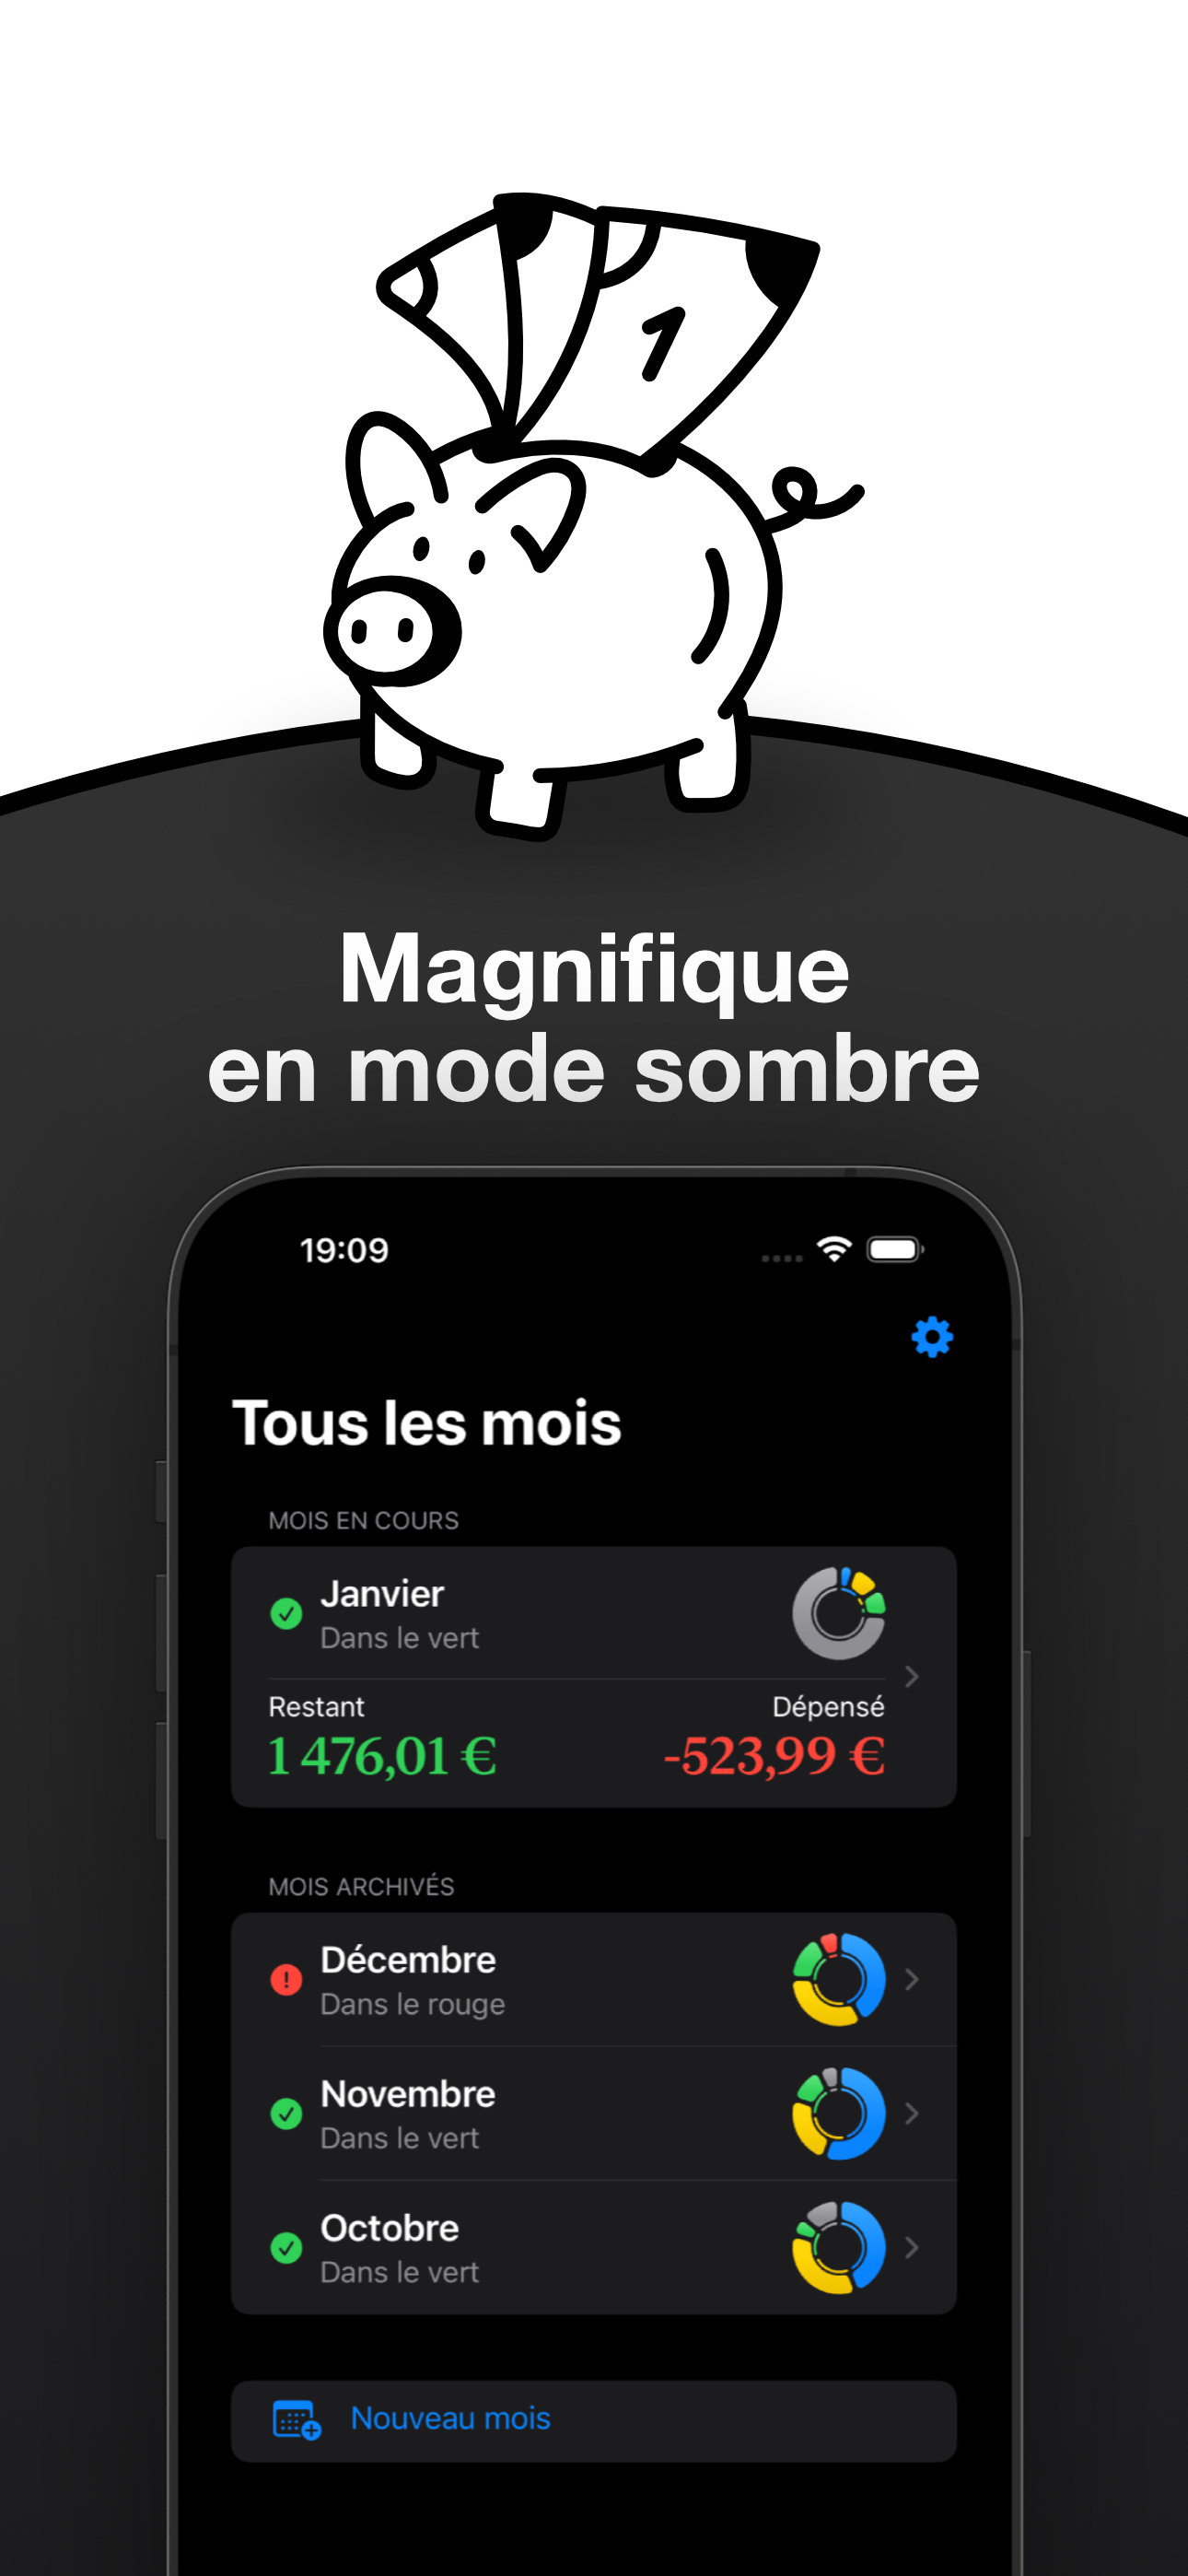 1
Magnifique
en mode sombre
19:09
Tous les mois
MOIS EN COURS
Janvier
Dans le vert
Restant
Dépensé
1 476,01 €
-523,99 €
MOIS ARCHIVÉS
Décembre
Dans le rouge
Novembre
Dans le vert
Octobre
Dans le vert
Nouveau mois